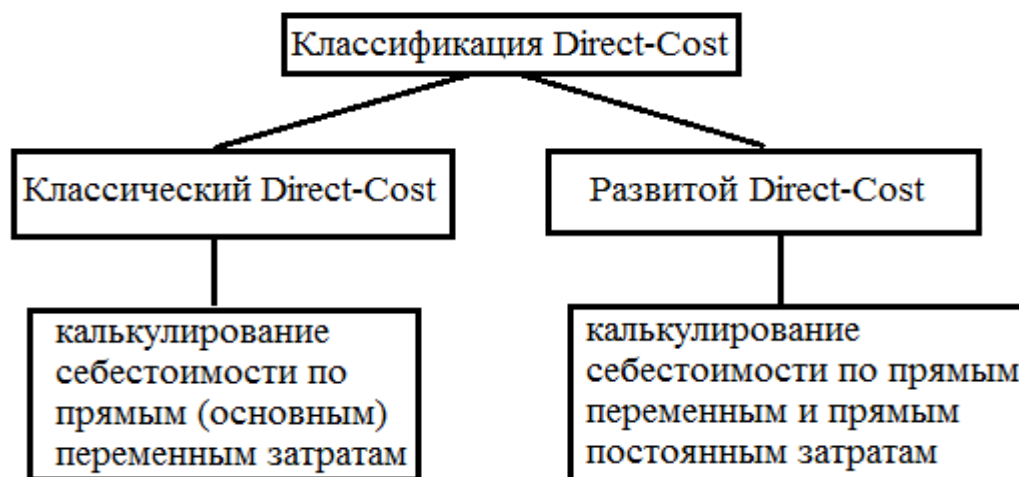 Классификация Direct-Cost
Классический Direct-Cost
Развитой Direct-Cost
калькулирование
себестоимости по
прямым (основным)
переменным затратам
калькулирование
себестоимости по прямым
переменным и прямым
постоянным затратам